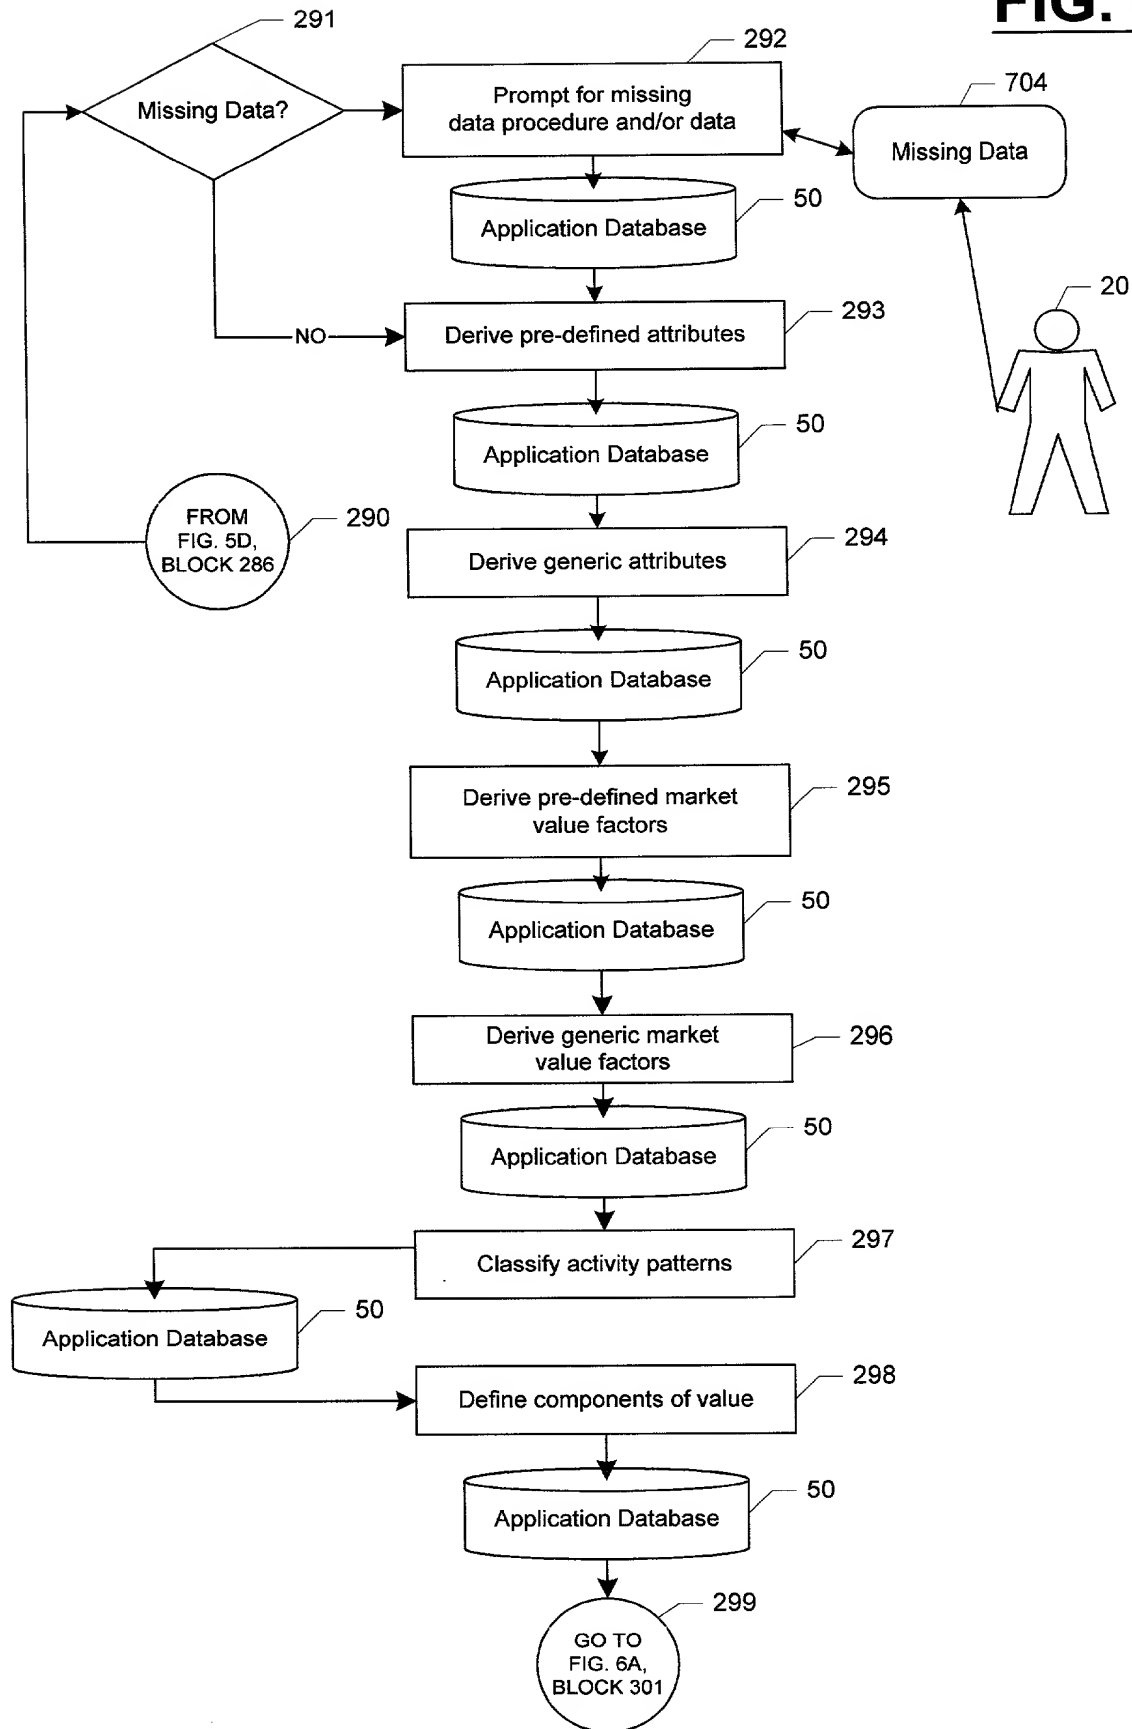 FIG.
291
292
704
Missing Data?
Prompt for missing
data procedure and/or data
Missing Data
50
Application Database
20
293
NO
Derive pre-defined attributes
50
Application Database
FROM
FIG. 5D,
BLOCK 286
290
294
Derive generic attributes
50
Application Database
295
Derive pre-defined market
value factors
50
Application Database
296
Derive generic market
value factors
50
Application Database
297
Classify activity patterns
50
Application Database
298
Define components of value
50
Application Database
299
GO TO
FIG. 6A,
BLOCK 301